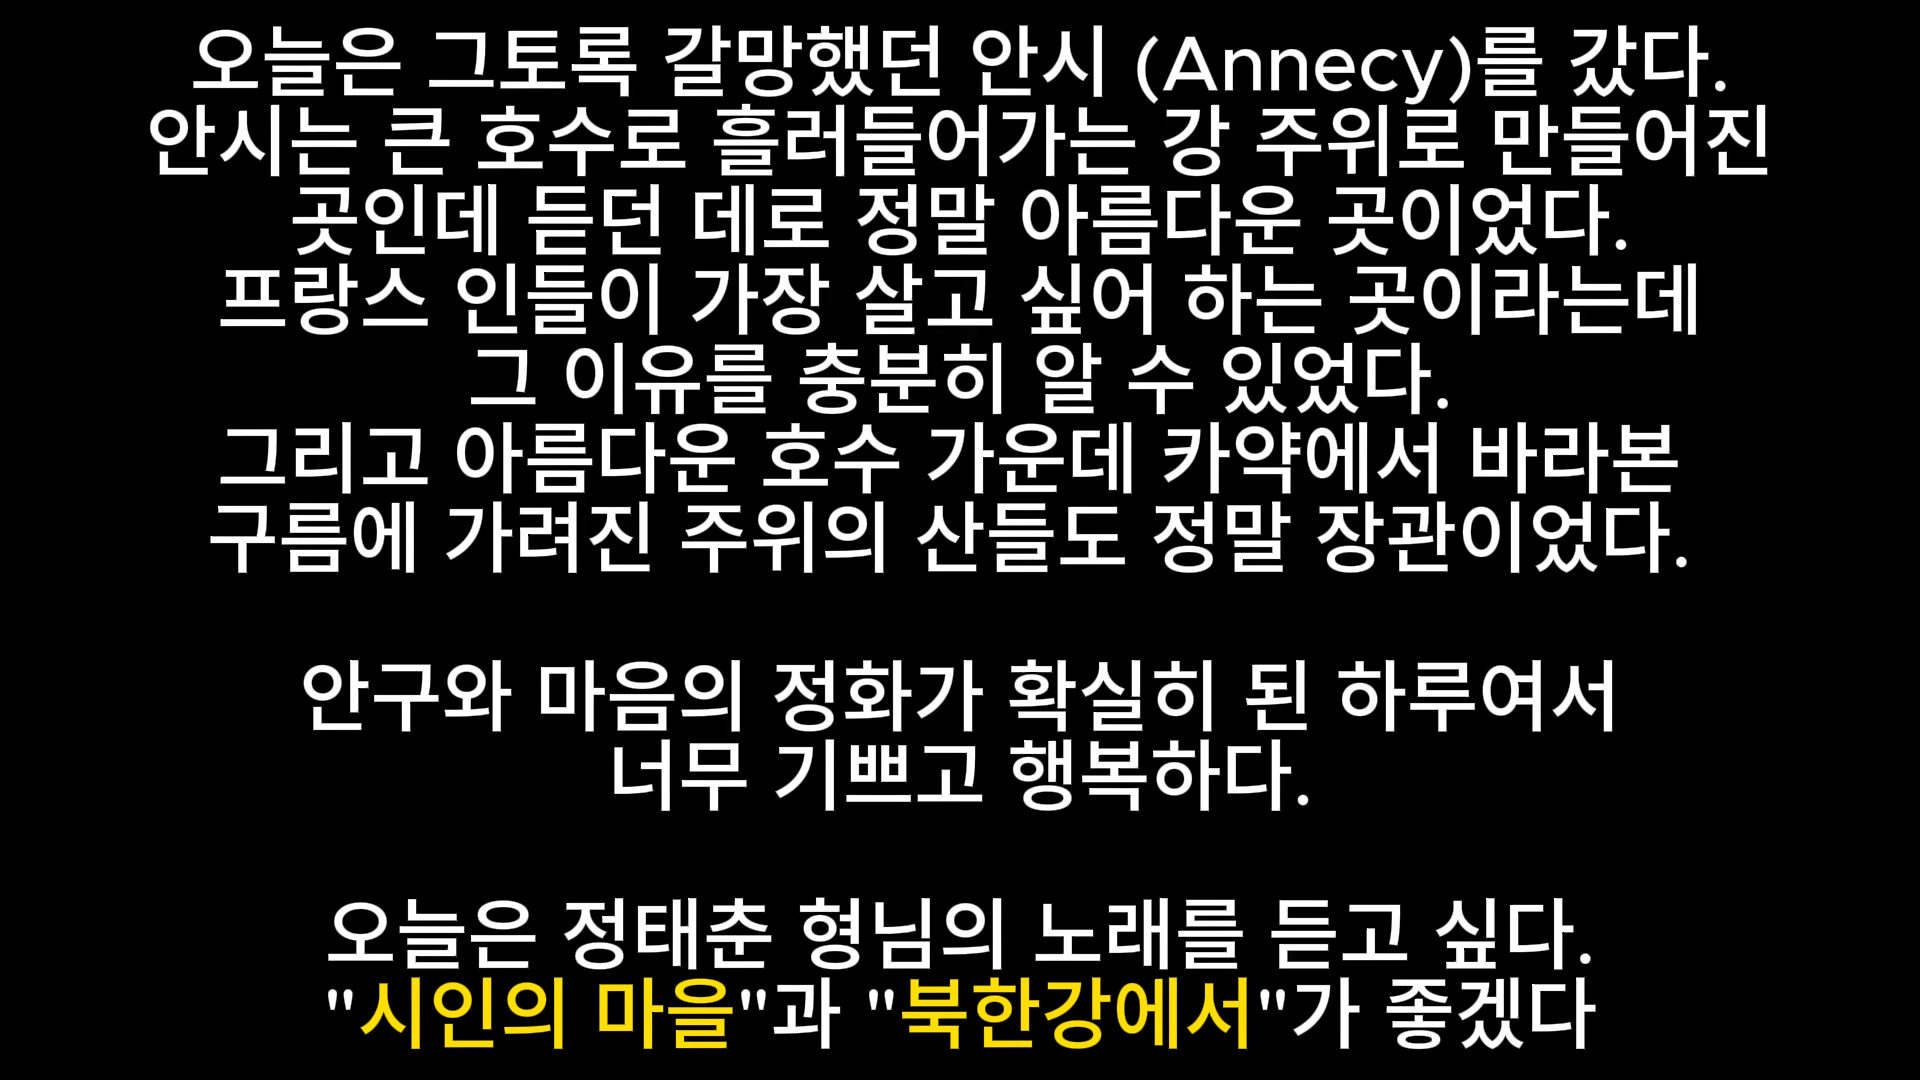 오늘은 그토록 갈망했던 안시 (Annecy)를 갔다.
안시는 큰 호수로 흘러들어가는 강 주위로 만들어진
곳인데 듣던 데로 정말 아름다운 곳이었다.
프랑스 인들이 가장 살고 싶어 하는 곳이라는데
그 이유를 충분히 알 수 있었다.
그리고 아름다운 호수 가운데 카약에서 바라본
구름에 가려진 주위의 산들도 정말 장관이었다.
안구와 마음의 정화가 확실히 된 하루여서
너무 기쁘고 행복하다.
오늘은 정태춘 형님의 노래를 듣고 싶다.
"시인의 마을"과 "북한강에서"가 좋겠다